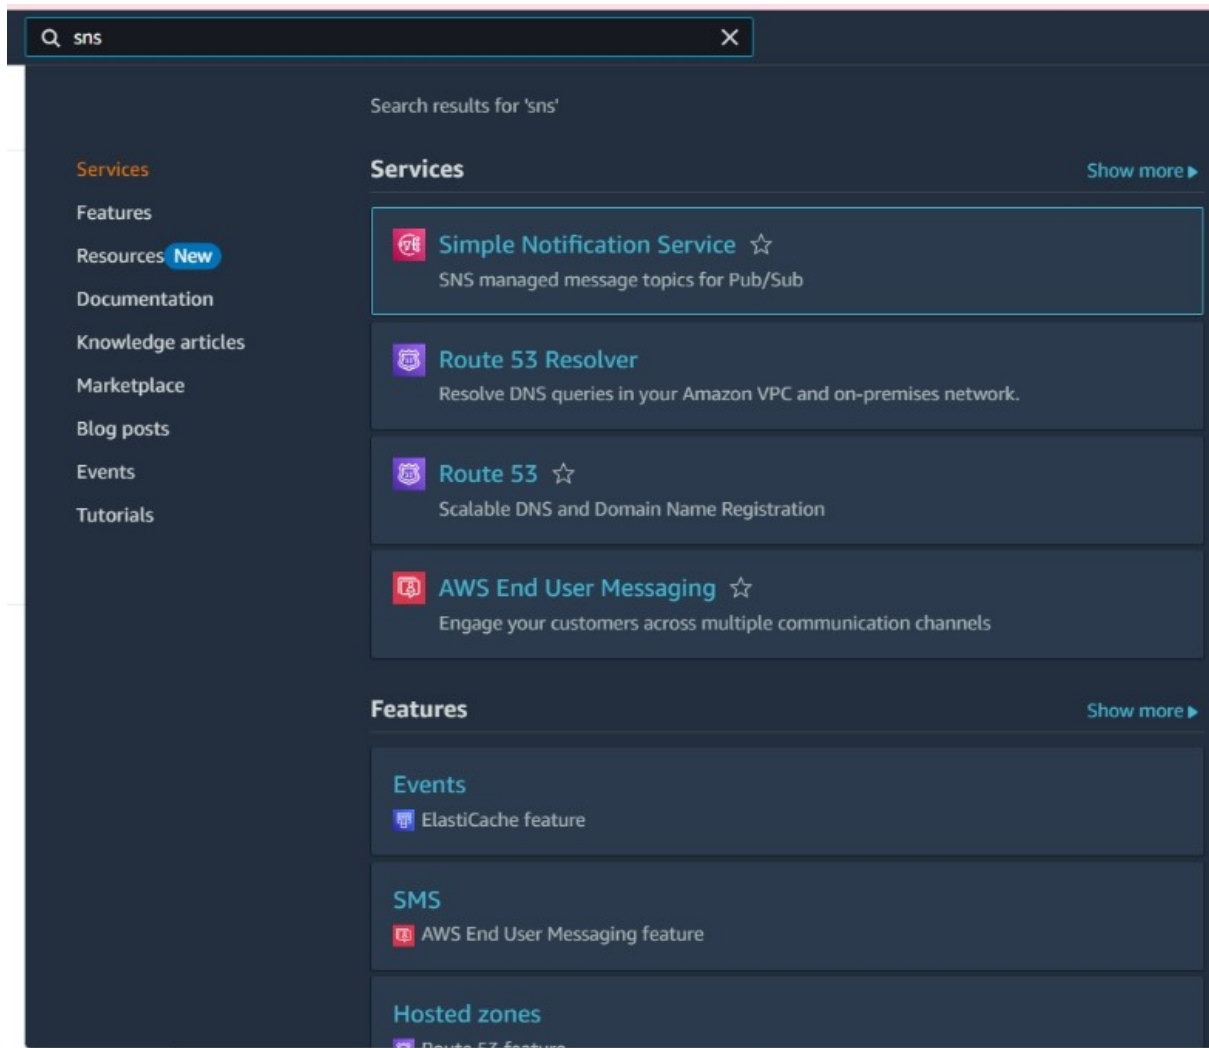 sns
Search results for 'sns'
Services
Features
Resources New
Documentation
Knowledge articles
Marketplace
Blog posts
Events
Tutorials
Services
Show more
Simple Notification Service
SNS managed message topics for Pub/Sub
Route 53 Resolver
Resolve DNS queries in your Amazon VPC and on-premises network.
Route 53
Scalable DNS and Domain Name Registration
AWS End User Messaging
Engage your customers across multiple communication channels
Features
Show more
Events
ElastiCache feature
SMS
AWS End User Messaging feature
Hosted zones
Route 53 feature